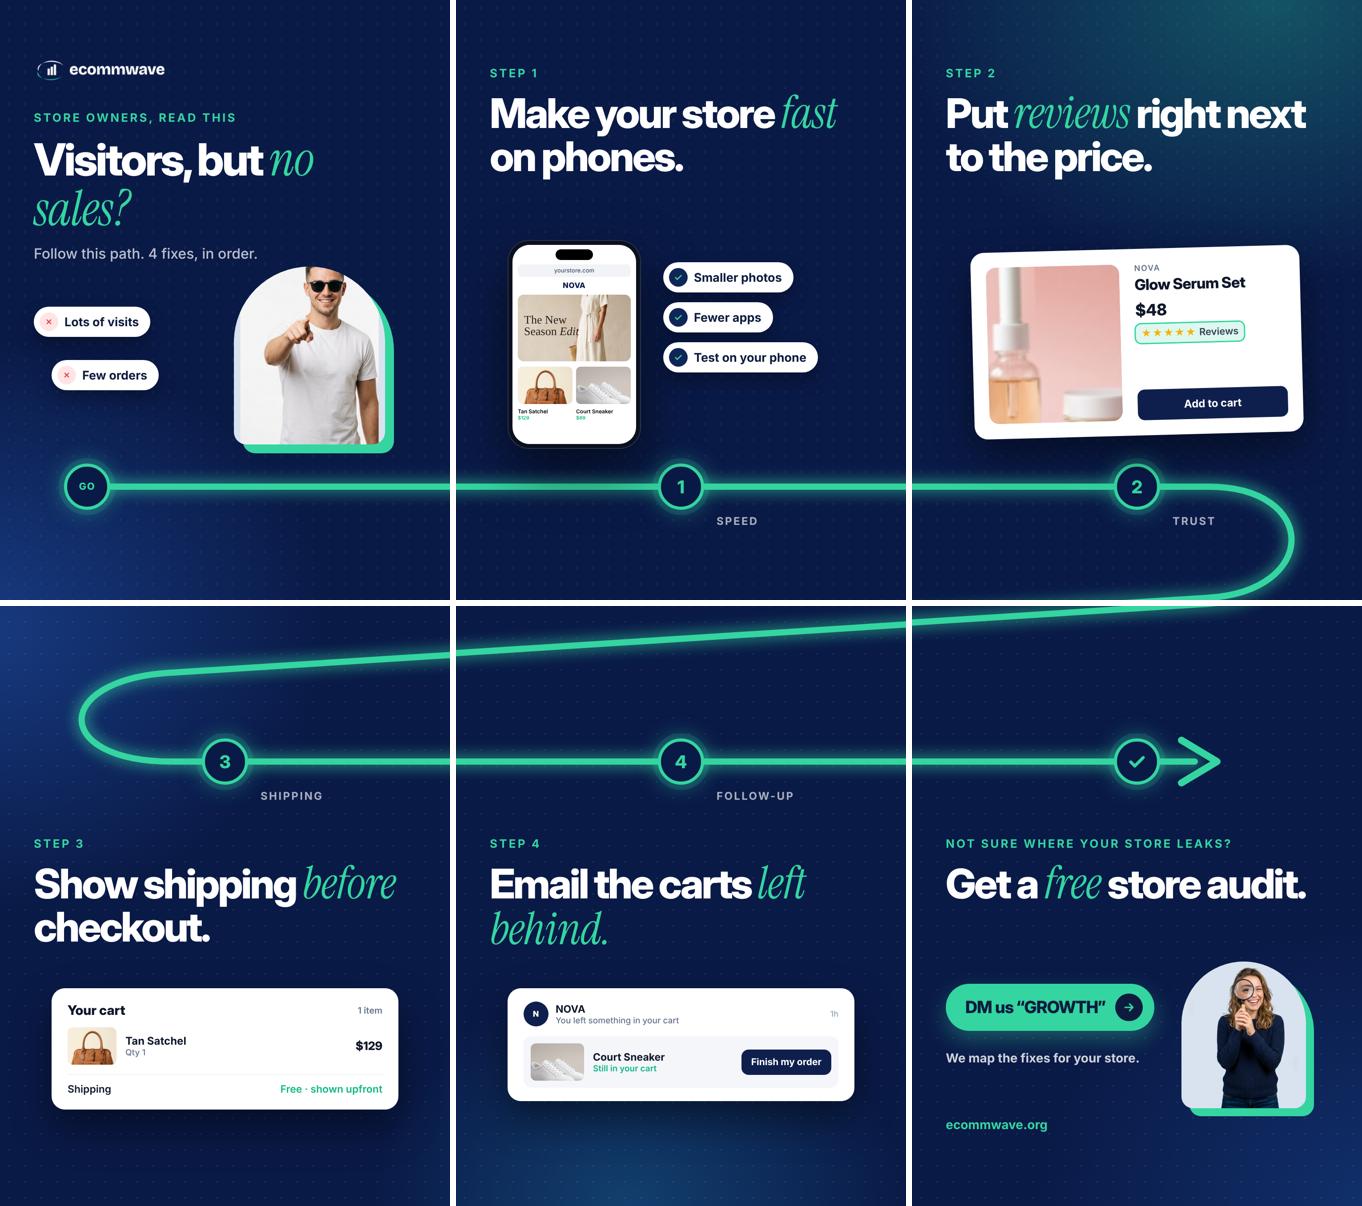 ecommwave
STORE OWNERS, READ THIS
Visitors, but no
sales?
Follow this path. 4 fixes, in order.
Lots of visits
Few orders
GO
STEP 1
Make your store fast
on phones.
yourstore.com
NOVA
The New
Season Edit
Tan Satchel
$129
Court Sneaker
$89
Smaller photos
Fewer apps
Test on your phone
1
SPEED
STEP 2
Put reviews right next
to the price.
NOVA
Glow Serum Set
$48
★★★★★ Reviews
Add to cart
2
TRUST
3
SHIPPING
STEP 3
Show shipping before
checkout.
Your cart
1 item
Tan Satchel
Qty 1
$129
Shipping
Free · shown upfront
4
FOLLOW-UP
STEP 4
Email the carts left
behind.
N
NOVA
You left something in your cart
1h
Court Sneaker
Still in your cart
Finish my order
NOT SURE WHERE YOUR STORE LEAKS?
Get a free store audit.
DM us “GROWTH”
We map the fixes for your store.
ecommwave.org